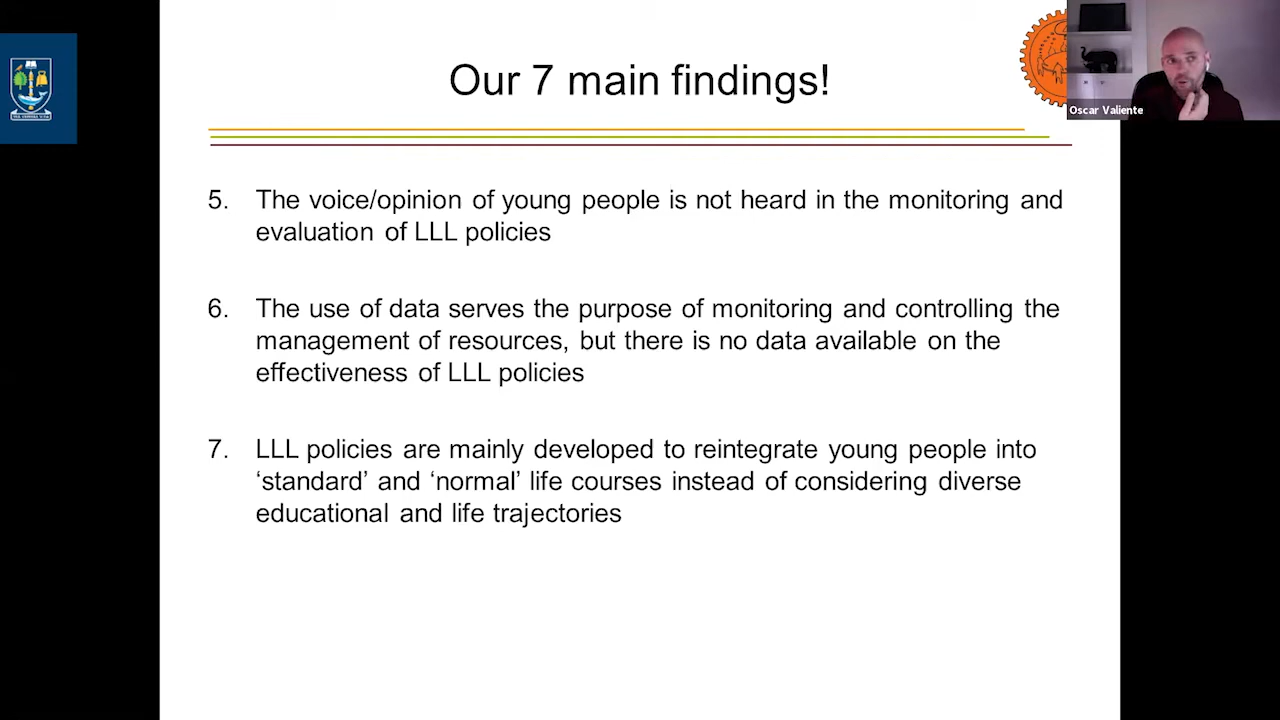 Our 7 main findings!
Oscar Valiente
5. The voice/opinion of young people is not heard in the monitoring and
evaluation of LLL policies
6. The use of data serves the purpose of monitoring and controlling the
management of resources, but there is no data available on the
effectiveness of LLL policies
7. LLL policies are mainly developed to reintegrate young people into
‘standard’ and ‘normal’ life courses instead of considering diverse
educational and life trajectories